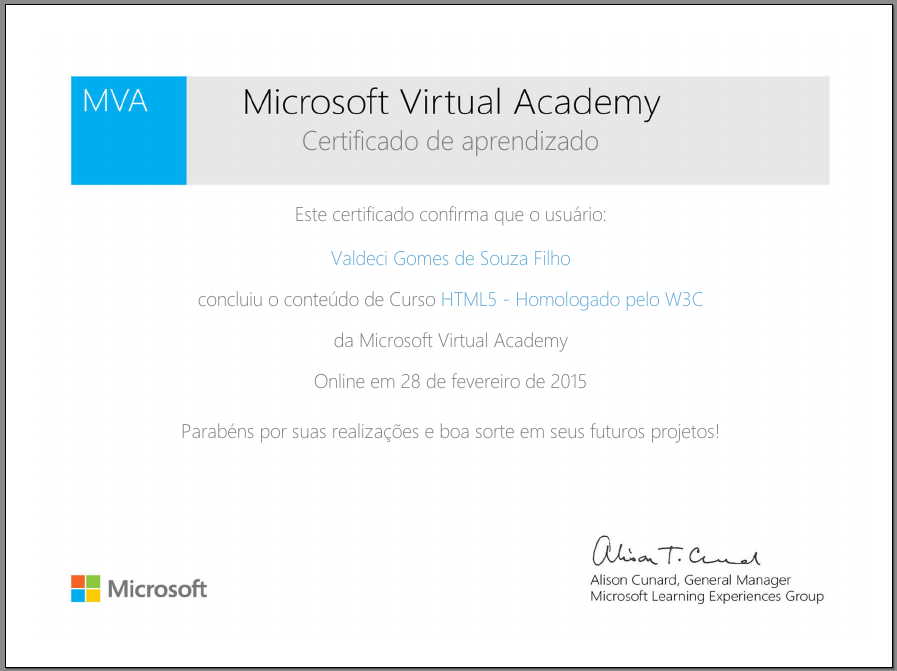 MVA
Microsoft Virtual Academy
Certificado de aprendizado
Este certificado confirma que o usuário:
Valdeci Gomes de Souza Filho
concluiu o conteúdo de Curso HTML5 - Homologado pelo W3C
da Microsoft Virtual Academy
Online em 28 de fevereiro de 2015
Parabéns por suas realizações e boa sorte em seus futuros projetos!
Alison T. Cunard
Alison Cunard, General Manager
Microsoft Learning Experiences Group
Microsoft